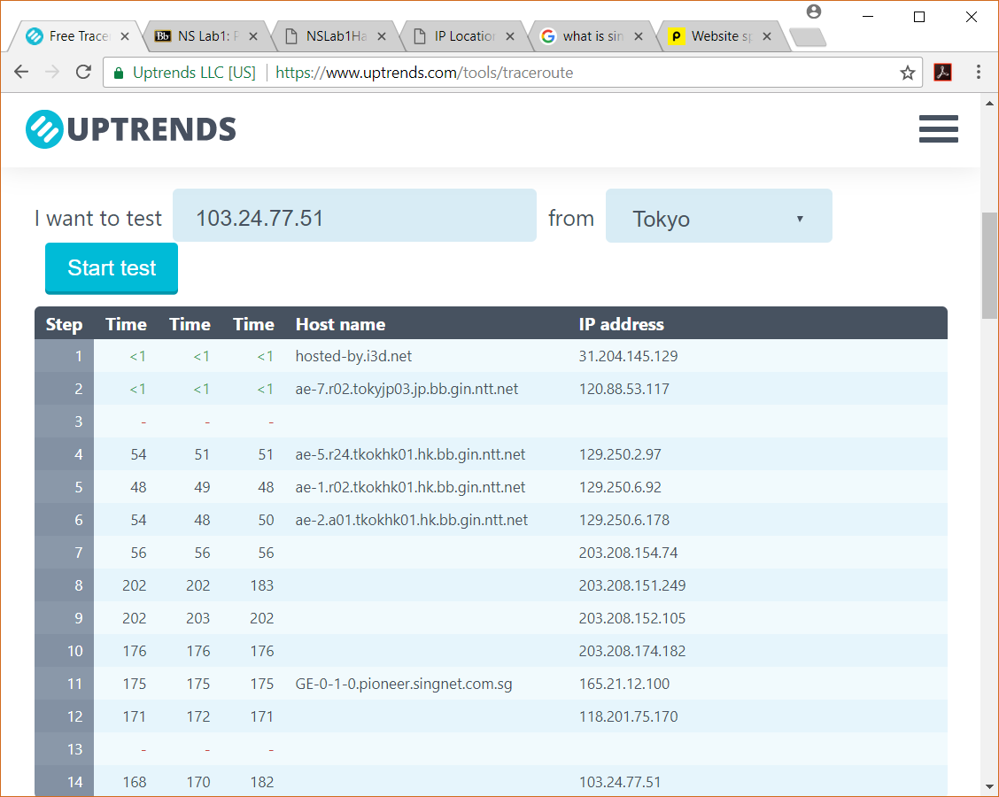 Free Tracer
NS Lab1: P
NSLab1Ha
IP Location
what is sin
Website sp
Uptrends LLC [US] https://www.uptrends.com/tools/traceroute
UPTRENDS
I want to test 103.24.77.51 from Tokyo
Start test
Step Time Time Time Host name IP address
1 <1 <1 <1 hosted-by.i3d.net 31.204.145.129
2 <1 <1 <1 ae-7.r02.tokyjp03.jp.bb.gin.ntt.net 120.88.53.117
3 - - -
4 54 51 51 ae-5.r24.tkokhk01.hk.bb.gin.ntt.net 129.250.2.97
5 48 49 48 ae-1.r02.tkokhk01.hk.bb.gin.ntt.net 129.250.6.92
6 54 48 50 ae-2.a01.tkokhk01.hk.bb.gin.ntt.net 129.250.6.178
7 56 56 56 203.208.154.74
8 202 202 183 203.208.151.249
9 202 203 202 203.208.152.105
10 176 176 176 203.208.174.182
11 175 175 175 GE-0-1-0.pioneer.singnet.com.sg 165.21.12.100
12 171 172 171 118.201.75.170
13 - - -
14 168 170 182 103.24.77.51